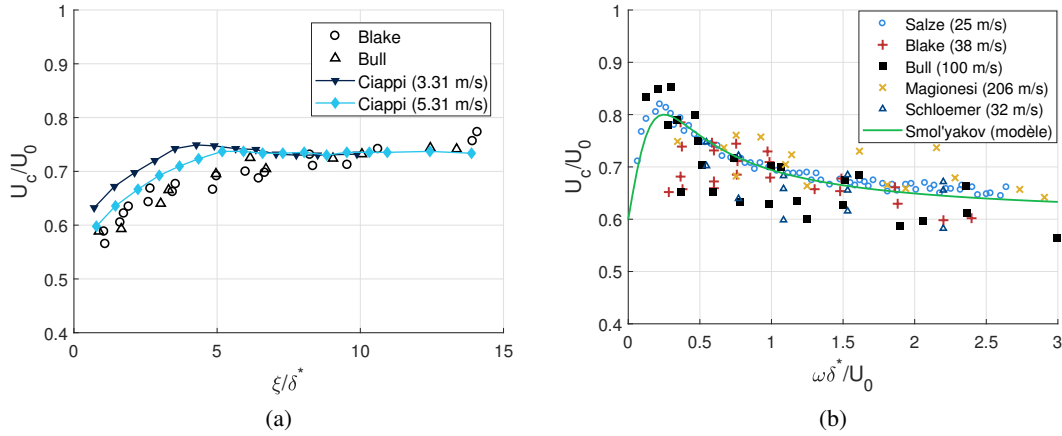 1
0.9
0.8
0.7
0.6
0.5
0.4
U_c/U_0
0
5
10
15
ξ/δ*
Blake
Bull
Ciappi (3.31 m/s)
Ciappi (5.31 m/s)
(a)
1
0.9
0.8
0.7
0.6
0.5
0.4
U_c/U_0
0
0.5
1
1.5
2
2.5
3
ωδ*/U_0
Salze (25 m/s)
Blake (38 m/s)
Bull (100 m/s)
Magionesi (206 m/s)
Schloemer (32 m/s)
Smol'yakov (modèle)
(b)